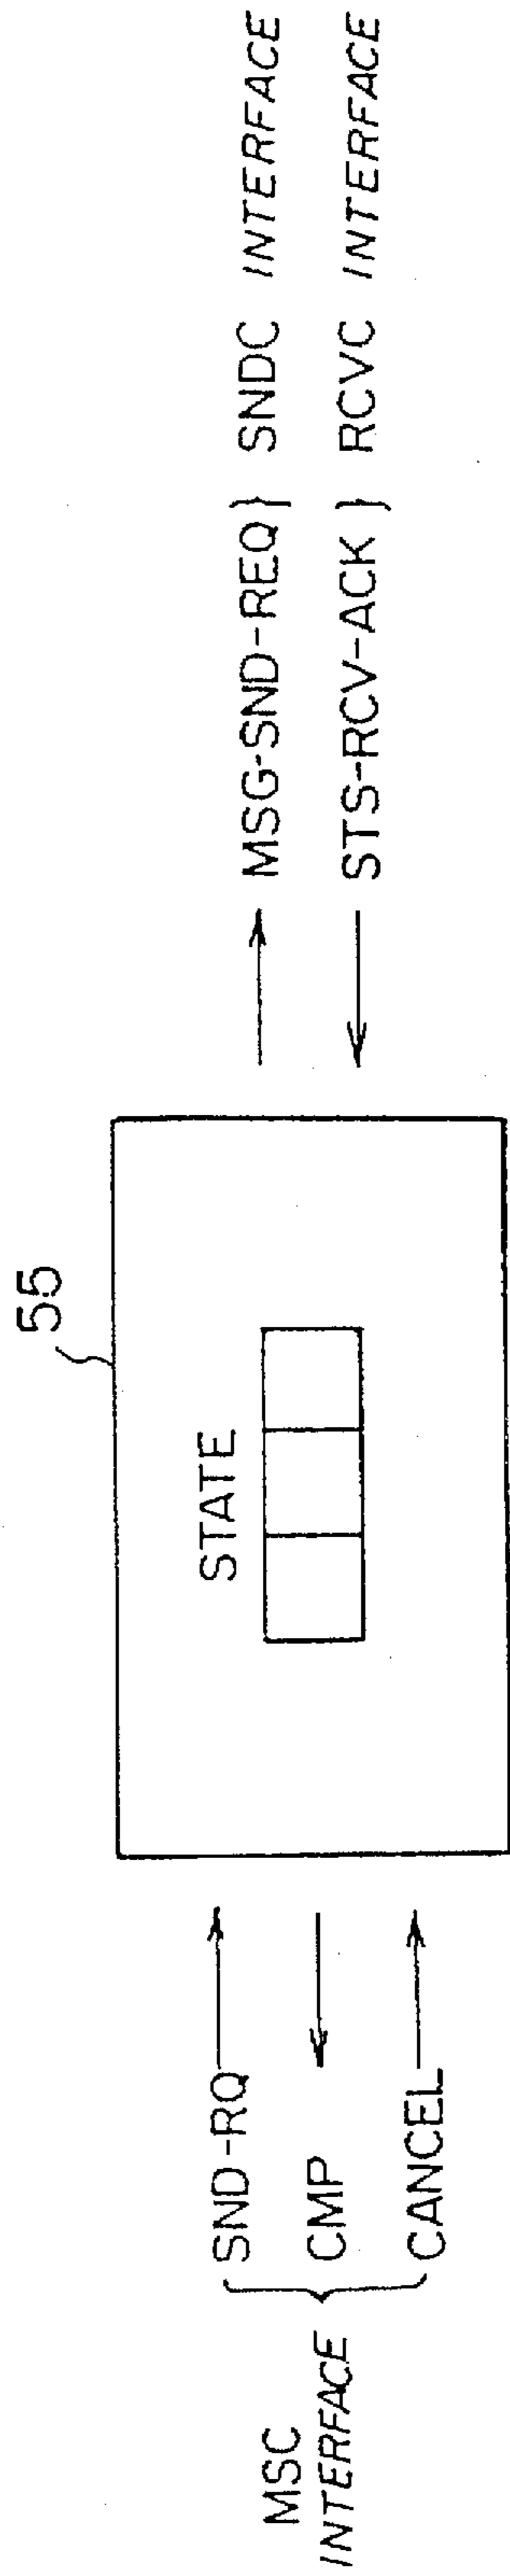 55
STATE
MSC
INTERFACE
SND-RQ
CMP
CANCEL
MSG-SND-REQ} SNDC INTERFACE
STS-RCV-ACK} RCVC INTERFACE